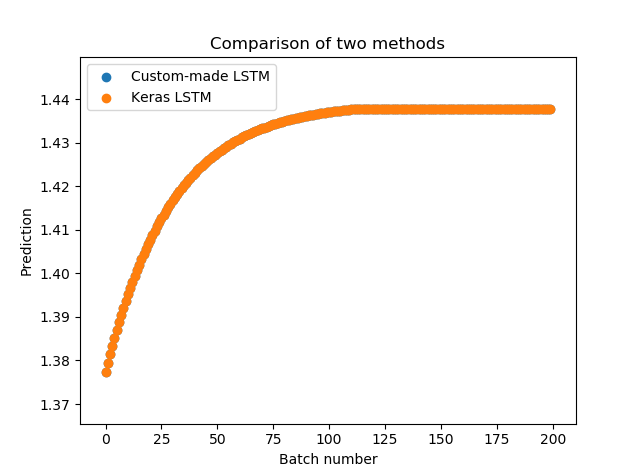 Comparison of two methods
Custom-made LSTM
Keras LSTM
1.44
1.43
1.42
1.41
1.40
1.39
1.38
1.37
Prediction
0 25 50 75 100 125 150 175 200
Batch number